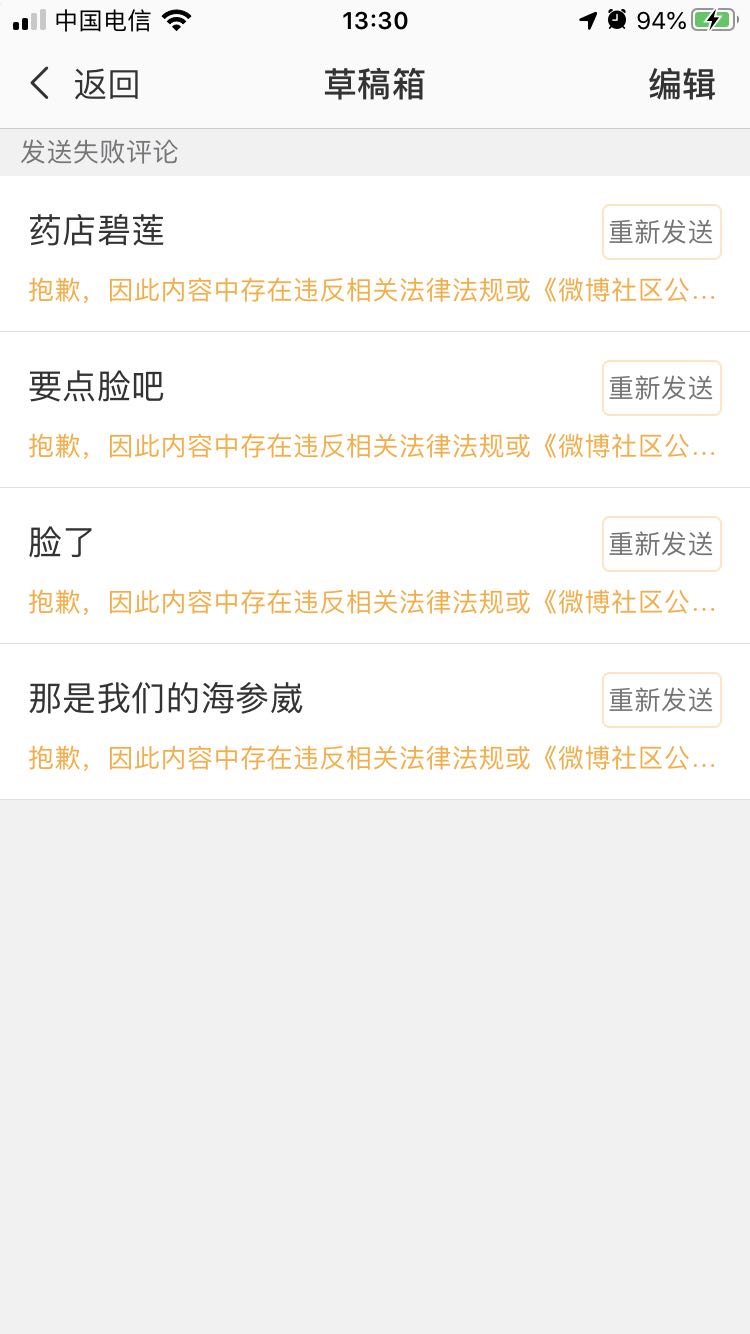 中国电信 13:30 94%
返回 草稿箱 编辑
发送失败评论
药店碧莲 重新发送
抱歉，因此内容中存在违反相关法律法规或《微博社区公...
要点脸吧 重新发送
抱歉，因此内容中存在违反相关法律法规或《微博社区公...
脸了 重新发送
抱歉，因此内容中存在违反相关法律法规或《微博社区公...
那是我们的海参崴 重新发送
抱歉，因此内容中存在违反相关法律法规或《微博社区公...